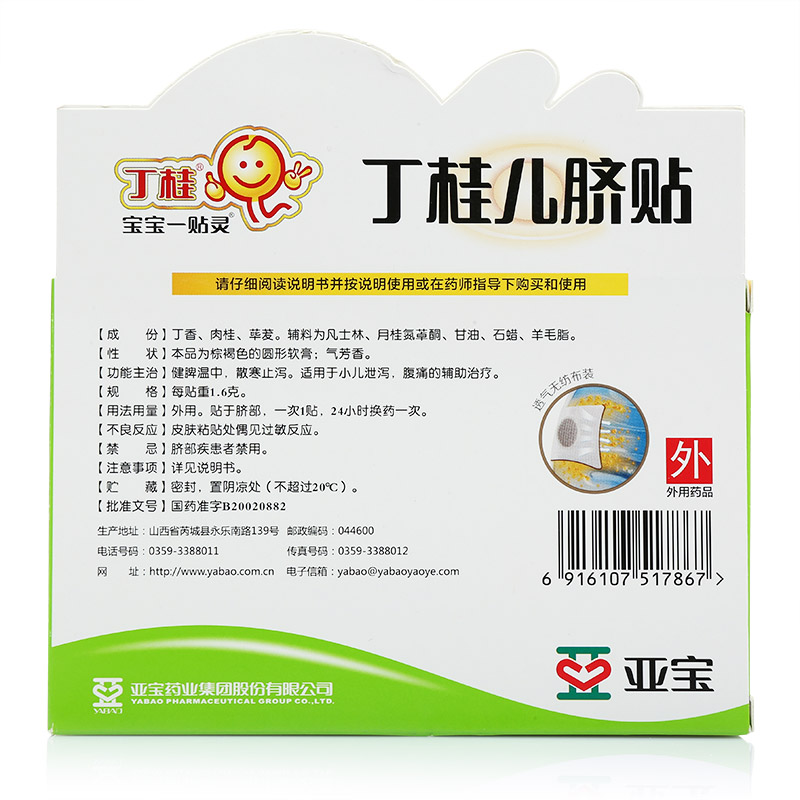 丁桂®
宝宝一贴灵®
丁桂儿脐贴
请仔细阅读说明书并按说明使用或在药师指导下购买和使用
【成　份】丁香、肉桂、荜茇。辅料为凡士林、月桂氮䓬酮、甘油、石蜡、羊毛脂。
【性　状】本品为棕褐色的圆形软膏；气芳香。
【功能主治】健脾温中，散寒止泻。适用于小儿泄泻，腹痛的辅助治疗。
【规　格】每贴重1.6克。
【用法用量】外用。贴于脐部，一次1贴，24小时换药一次。
【不良反应】皮肤粘贴处偶见过敏反应。
【禁　忌】脐部疾患者禁用。
【注意事项】详见说明书。
【贮　藏】密封，置阴凉处（不超过20℃）。
【批准文号】国药准字B20020882
透气无纺布装
外
外用药品
生产地址：山西省芮城县永乐南路139号 邮政编码：044600
电话号码：0359-3388011 传真号码：0359-3388012
网　址：http://www.yabao.com.cn 电子信箱：yabao@yabaoyaoye.com
6 916107 517867 >
YABAO
亚宝药业集团股份有限公司
YABAO PHARMACEUTICAL GROUP CO.,LTD.
亚宝